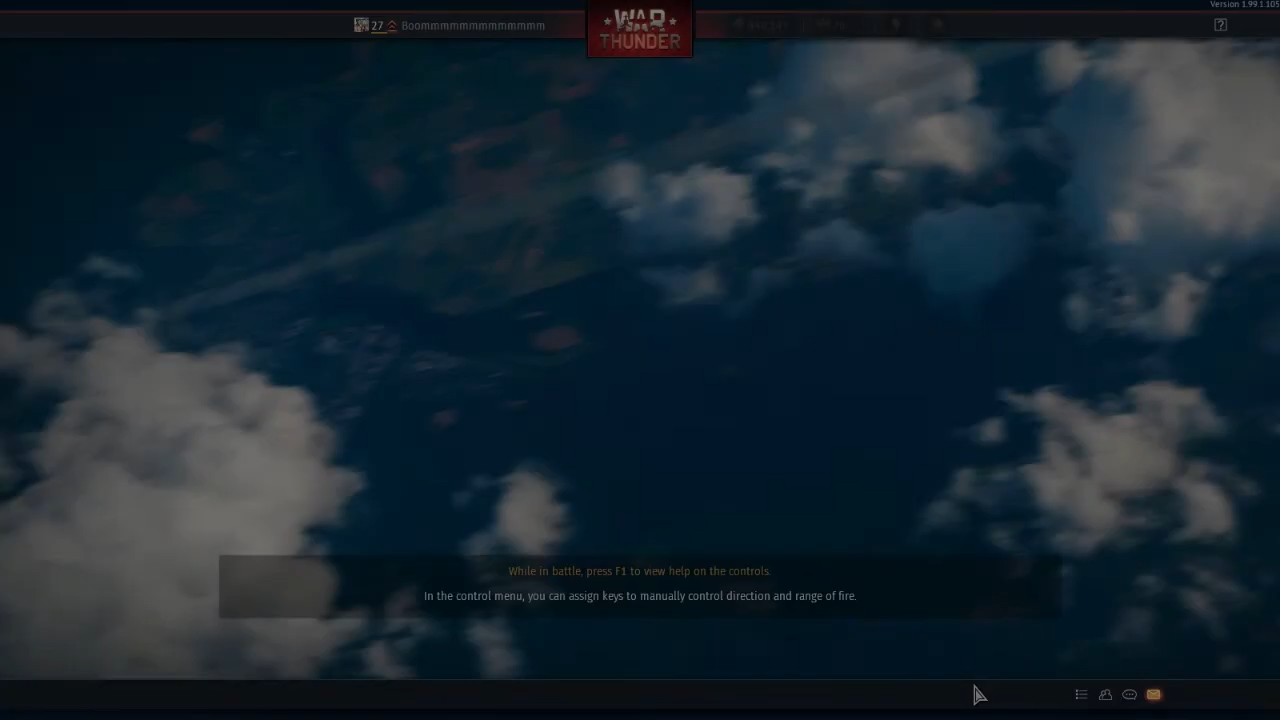 Version 1.99.1.105
27 Boommmmmmmmmmmmm
WAR
THUNDER
While in battle, press F1 to view help on the controls.
In the control menu, you can assign keys to manually control direction and range of fire.